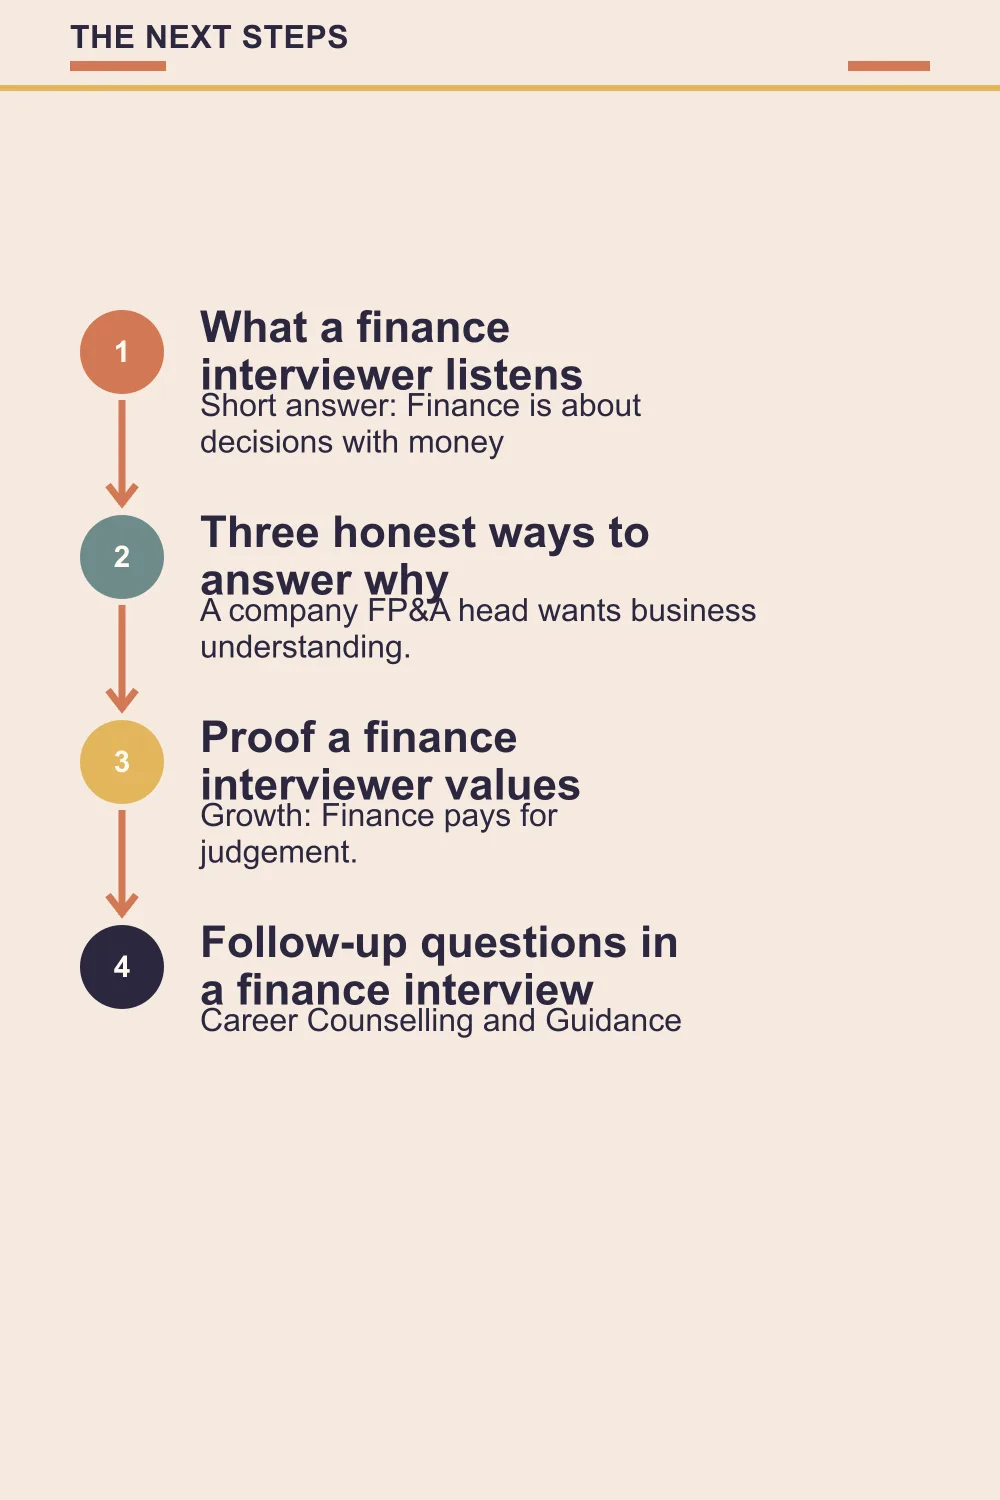 THE NEXT STEPS
1
What a finance
interviewer listens
Short answer: Finance is about
decisions with money
2
Three honest ways to
answer why
A company FP&A head wants business
understanding.
3
Proof a finance
interviewer values
Growth: Finance pays for
judgement.
4
Follow-up questions in
a finance interview
Career Counselling and Guidance